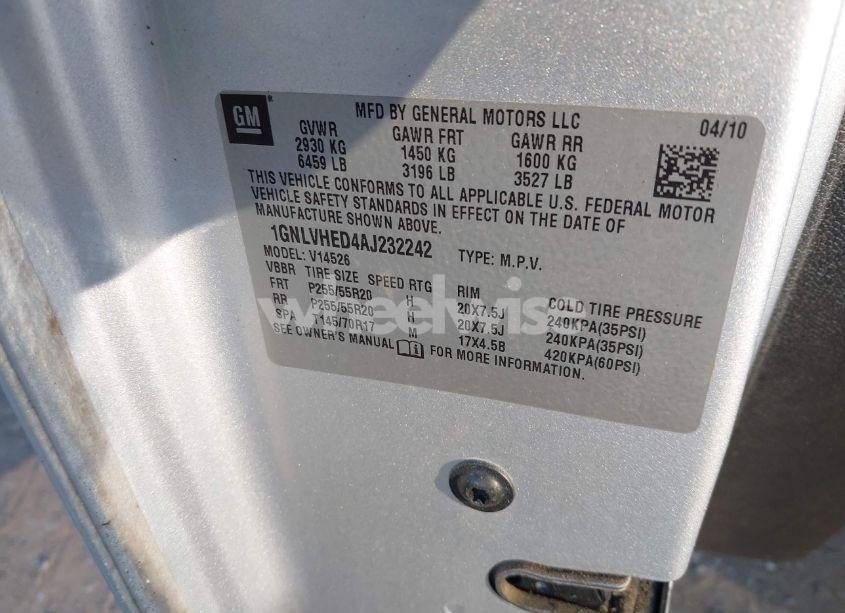 GM
MFD BY GENERAL MOTORS LLC
04/10
GVWR GAWR FRT GAWR RR
2930 KG 1450 KG 1600 KG
6459 LB 3196 LB 3527 LB
THIS VEHICLE CONFORMS TO ALL APPLICABLE U.S. FEDERAL MOTOR
VEHICLE SAFETY STANDARDS IN EFFECT ON THE DATE OF
MANUFACTURE SHOWN ABOVE.
1GNLVHED4AJ232242 TYPE: M.P.V.
MODEL: V14526
VBBR TIRE SIZE SPEED RTG RIM COLD TIRE PRESSURE
FRT P255/55R20 H 20X7.5J 240KPA(35PSI)
RR P255/55R20 H 20X7.5J 240KPA(35PSI)
SPA T145/70R17 M 17X4.5B 420KPA(60PSI)
SEE OWNER'S MANUAL FOR MORE INFORMATION.
wheelvise